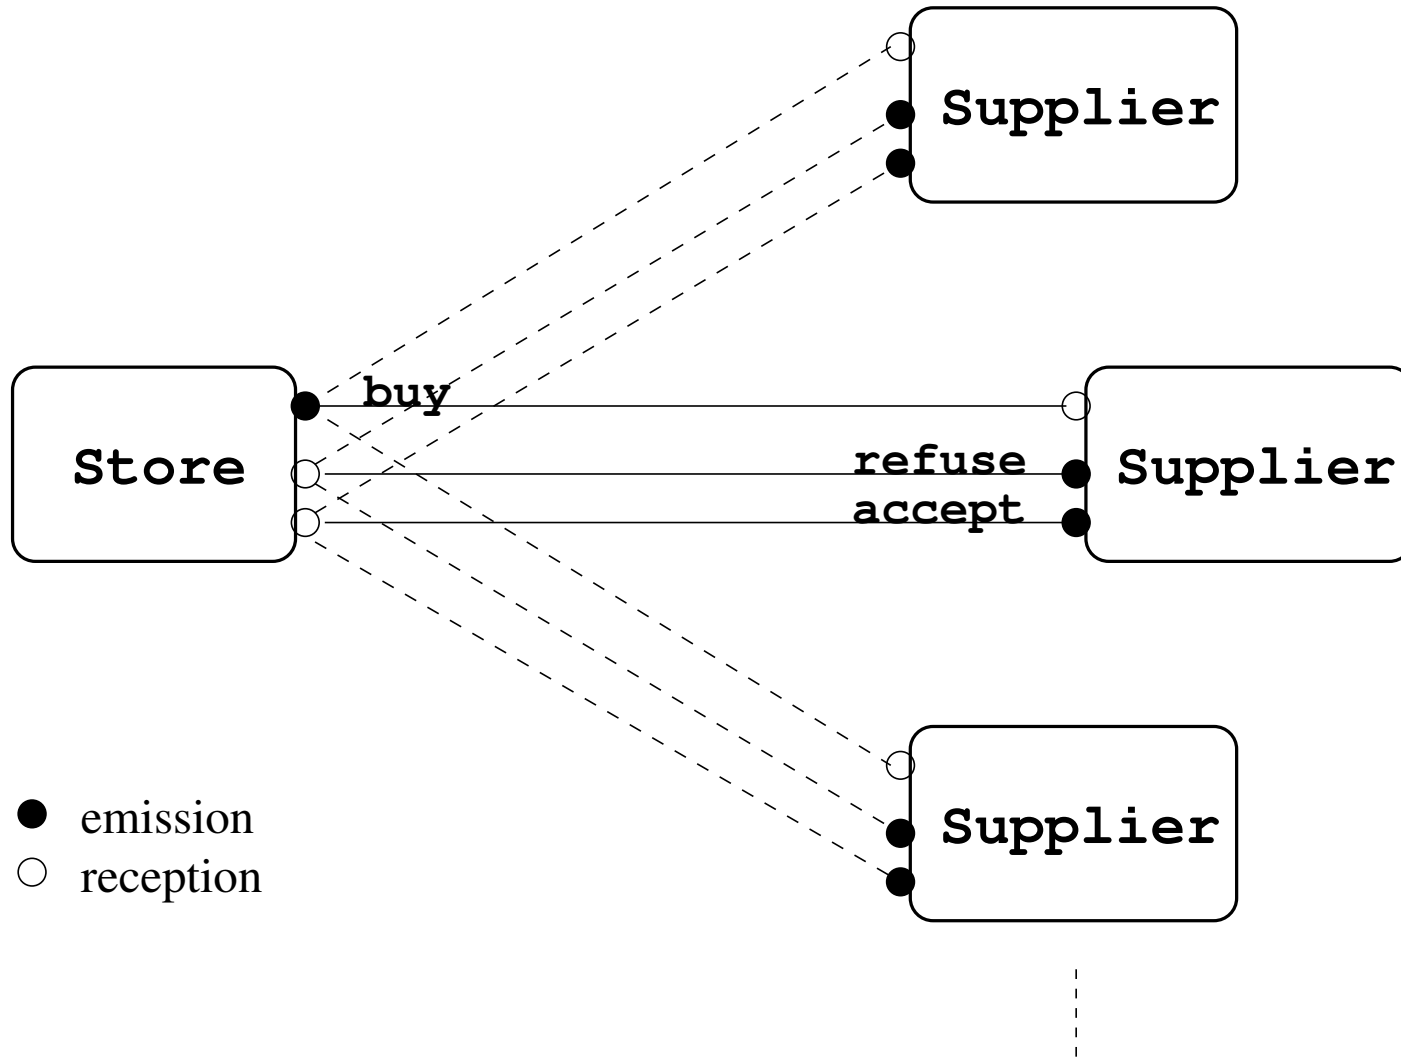 Supplier
buy
Store
refuse
accept
Supplier
Supplier
emission
reception